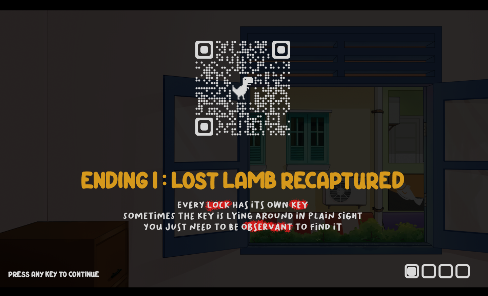 ENDING 1 : LOST LAMB RECAPTURED
EVERY LOCK HAS ITS OWN KEY
SOMETIMES THE KEY IS LYING AROUND IN PLAIN SIGHT
YOU JUST NEED TO BE OBSERVANT TO FIND IT
PRESS ANY KEY TO CONTINUE